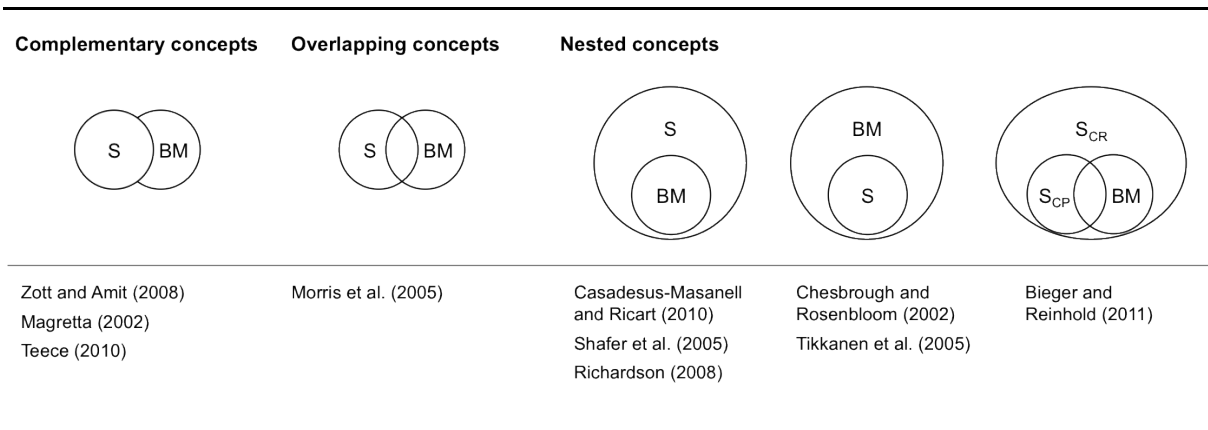 Complementary concepts
Overlapping concepts
Nested concepts
S BM
S BM
S
BM
BM
S
S_CR
S_CP BM
Zott and Amit (2008)
Magretta (2002)
Teece (2010)
Morris et al. (2005)
Casadesus-Masanell
and Ricart (2010)
Shafer et al. (2005)
Richardson (2008)
Chesbrough and
Rosenbloom (2002)
Tikkanen et al. (2005)
Bieger and
Reinhold (2011)